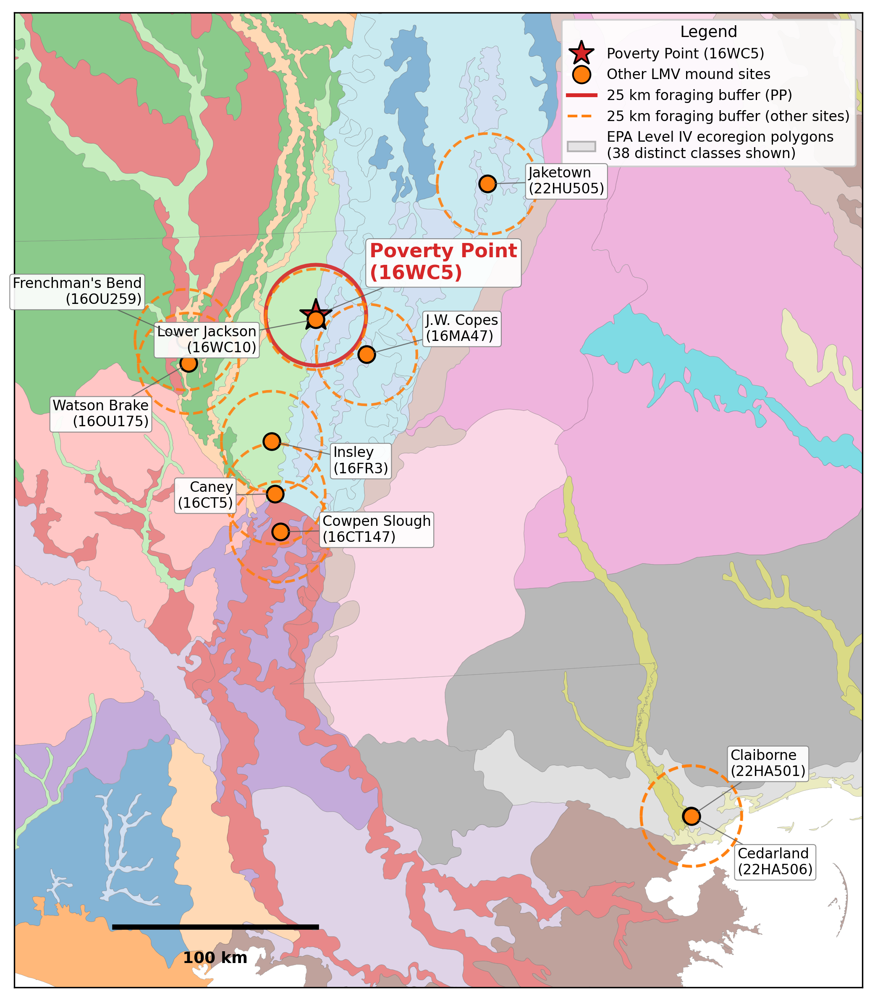 Legend
Poverty Point (16WC5)
Other LMV mound sites
25 km foraging buffer (PP)
25 km foraging buffer (other sites)
EPA Level IV ecoregion polygons
(38 distinct classes shown)
Jaketown
(22HU505)
Poverty Point
(16WC5)
Frenchman's Bend
(16OU259)
Lower Jackson
(16WC10)
J.W. Copes
(16MA47)
Watson Brake
(16OU175)
Insley
(16FR3)
Caney
(16CT5)
Cowpen Slough
(16CT147)
Claiborne
(22HA501)
Cedarland
(22HA506)
100 km